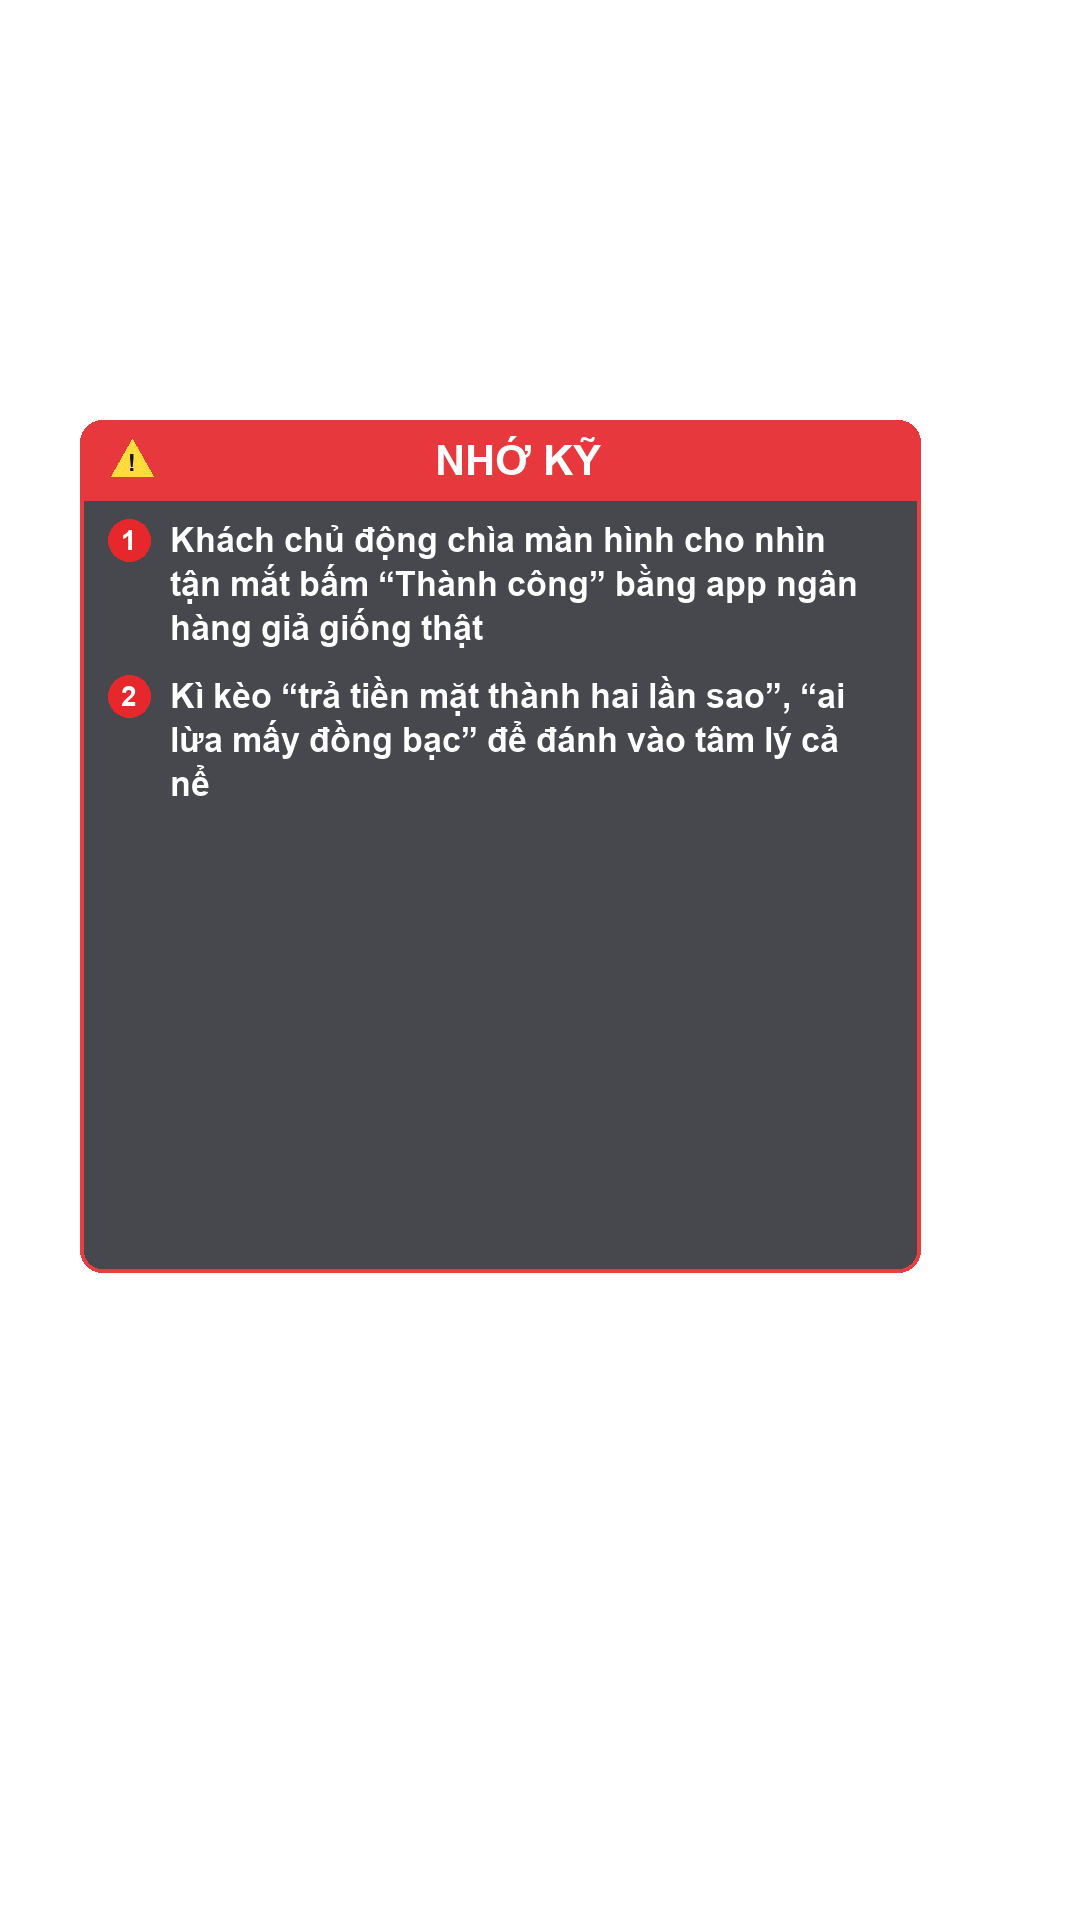 !
NHỚ KỸ
1 Khách chủ động chìa màn hình cho nhìn
tận mắt bấm “Thành công” bằng app ngân
hàng giả giống thật
2 Kì kèo “trả tiền mặt thành hai lần sao”, “ai
lừa mấy đồng bạc” để đánh vào tâm lý cả
nể